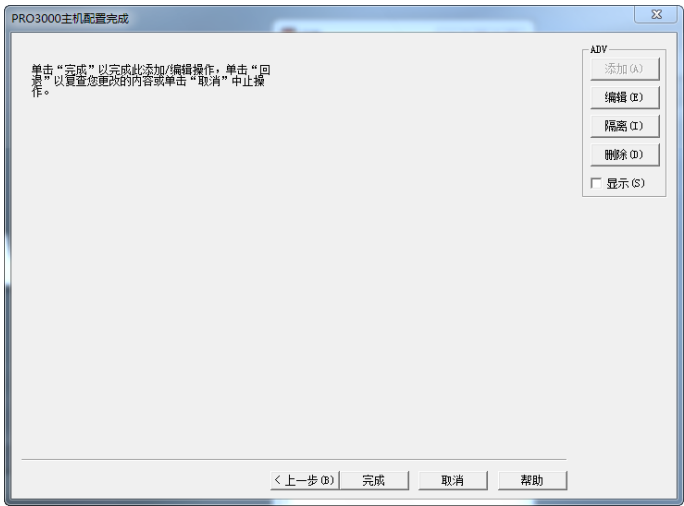 PRO3000主机配置完成
单击“完成”以完成此添加/编辑操作，单击“回
退”以复查您更改的内容或单击“取消”中止操
作。
ADV
添加(A)
编辑(E)
隔离(I)
删除(D)
显示(S)
<上一步(B)
完成
取消
帮助